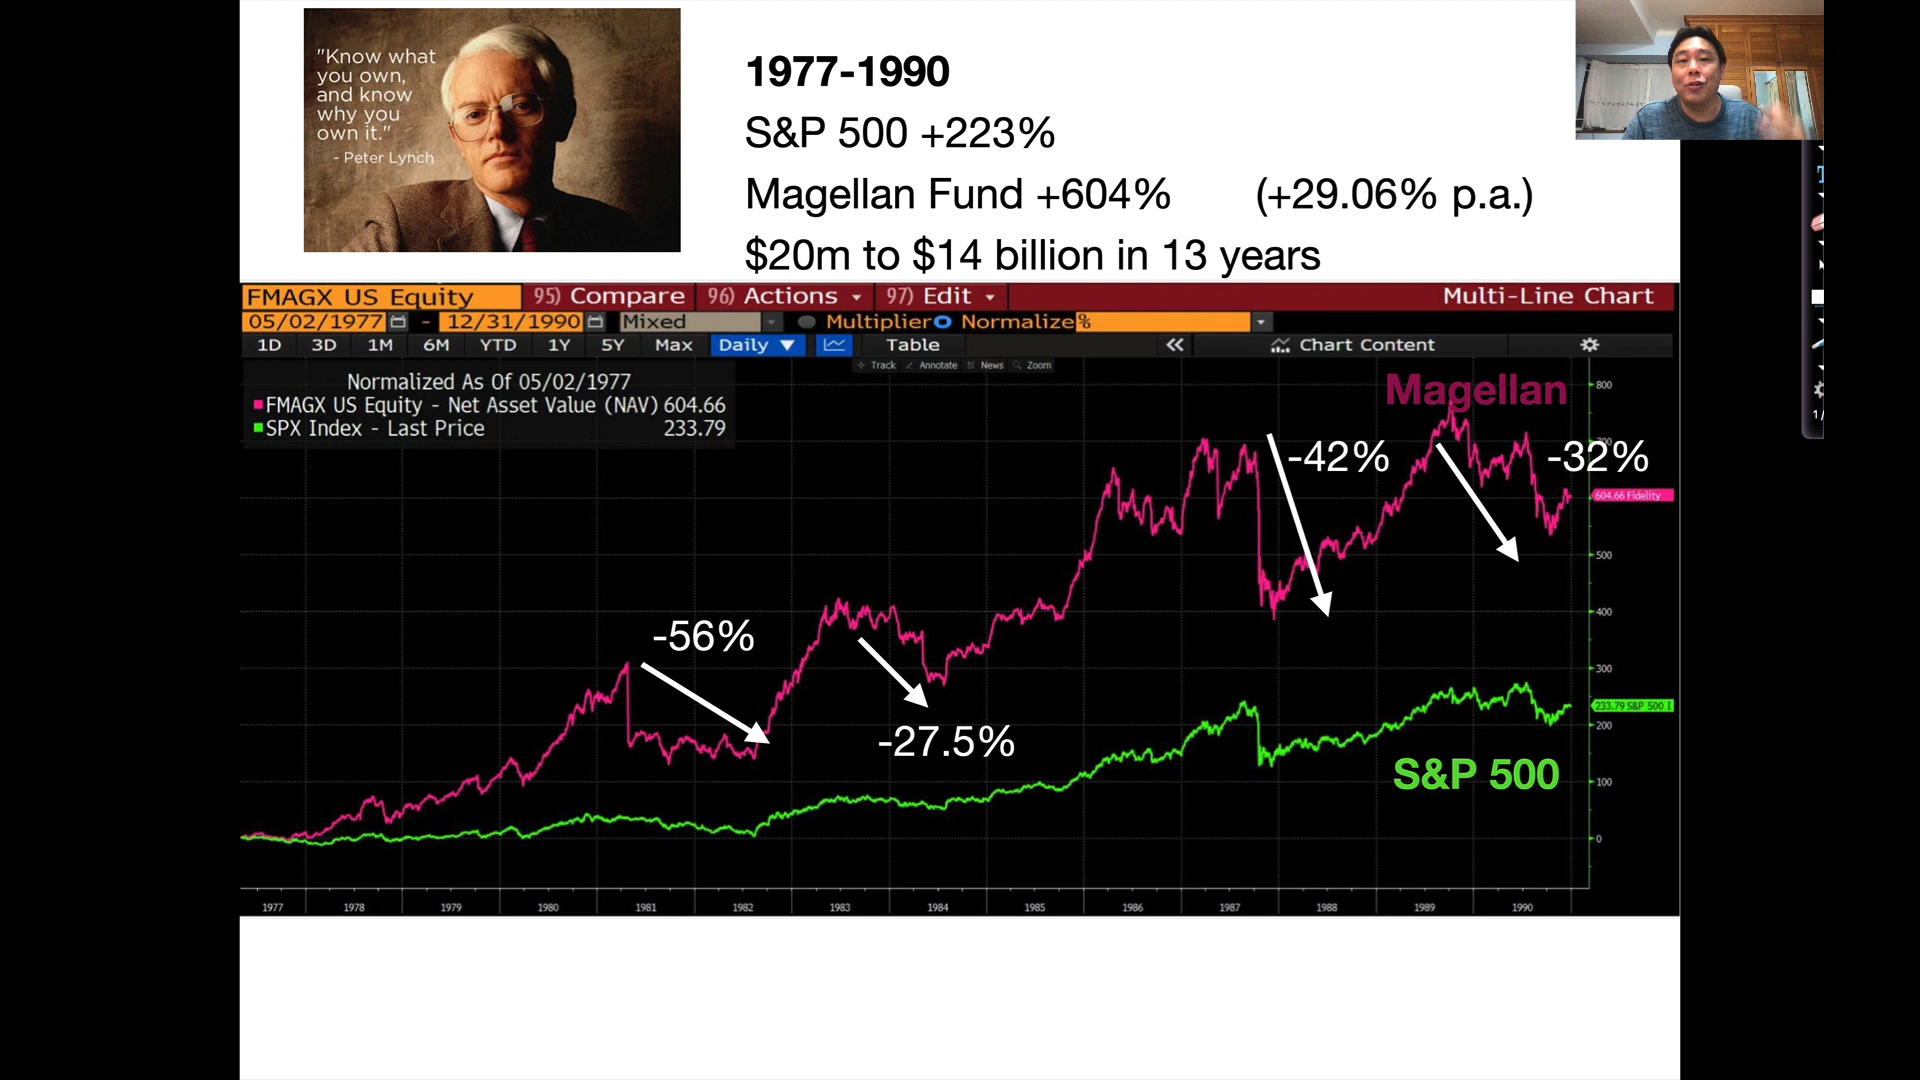 "Know what
you own,
and know
why you
own it."
- Peter Lynch
1977-1990
S&P 500 +223%
Magellan Fund +604% (+29.06% p.a.)
$20m to $14 billion in 13 years
FMAGX US Equity 95) Compare 96) Actions 97) Edit Multi-Line Chart
05/02/1977 - 12/31/1990 Mixed Multiplier Normalize %
1D 3D 1M 6M YTD 1Y 5Y Max Daily ▼ Table « Chart Content
Track Annotate News Zoom
Normalized As Of 05/02/1977
FMAGX US Equity - Net Asset Value (NAV) 604.66
SPX Index - Last Price 233.79
Magellan
-42%
-32%
-56%
-27.5%
S&P 500
800
604.66 Fidelity
500
400
300
233.79 S&P 500 I
200
100
0
1977 1978 1979 1980 1981 1982 1983 1984 1985 1986 1987 1988 1989 1990